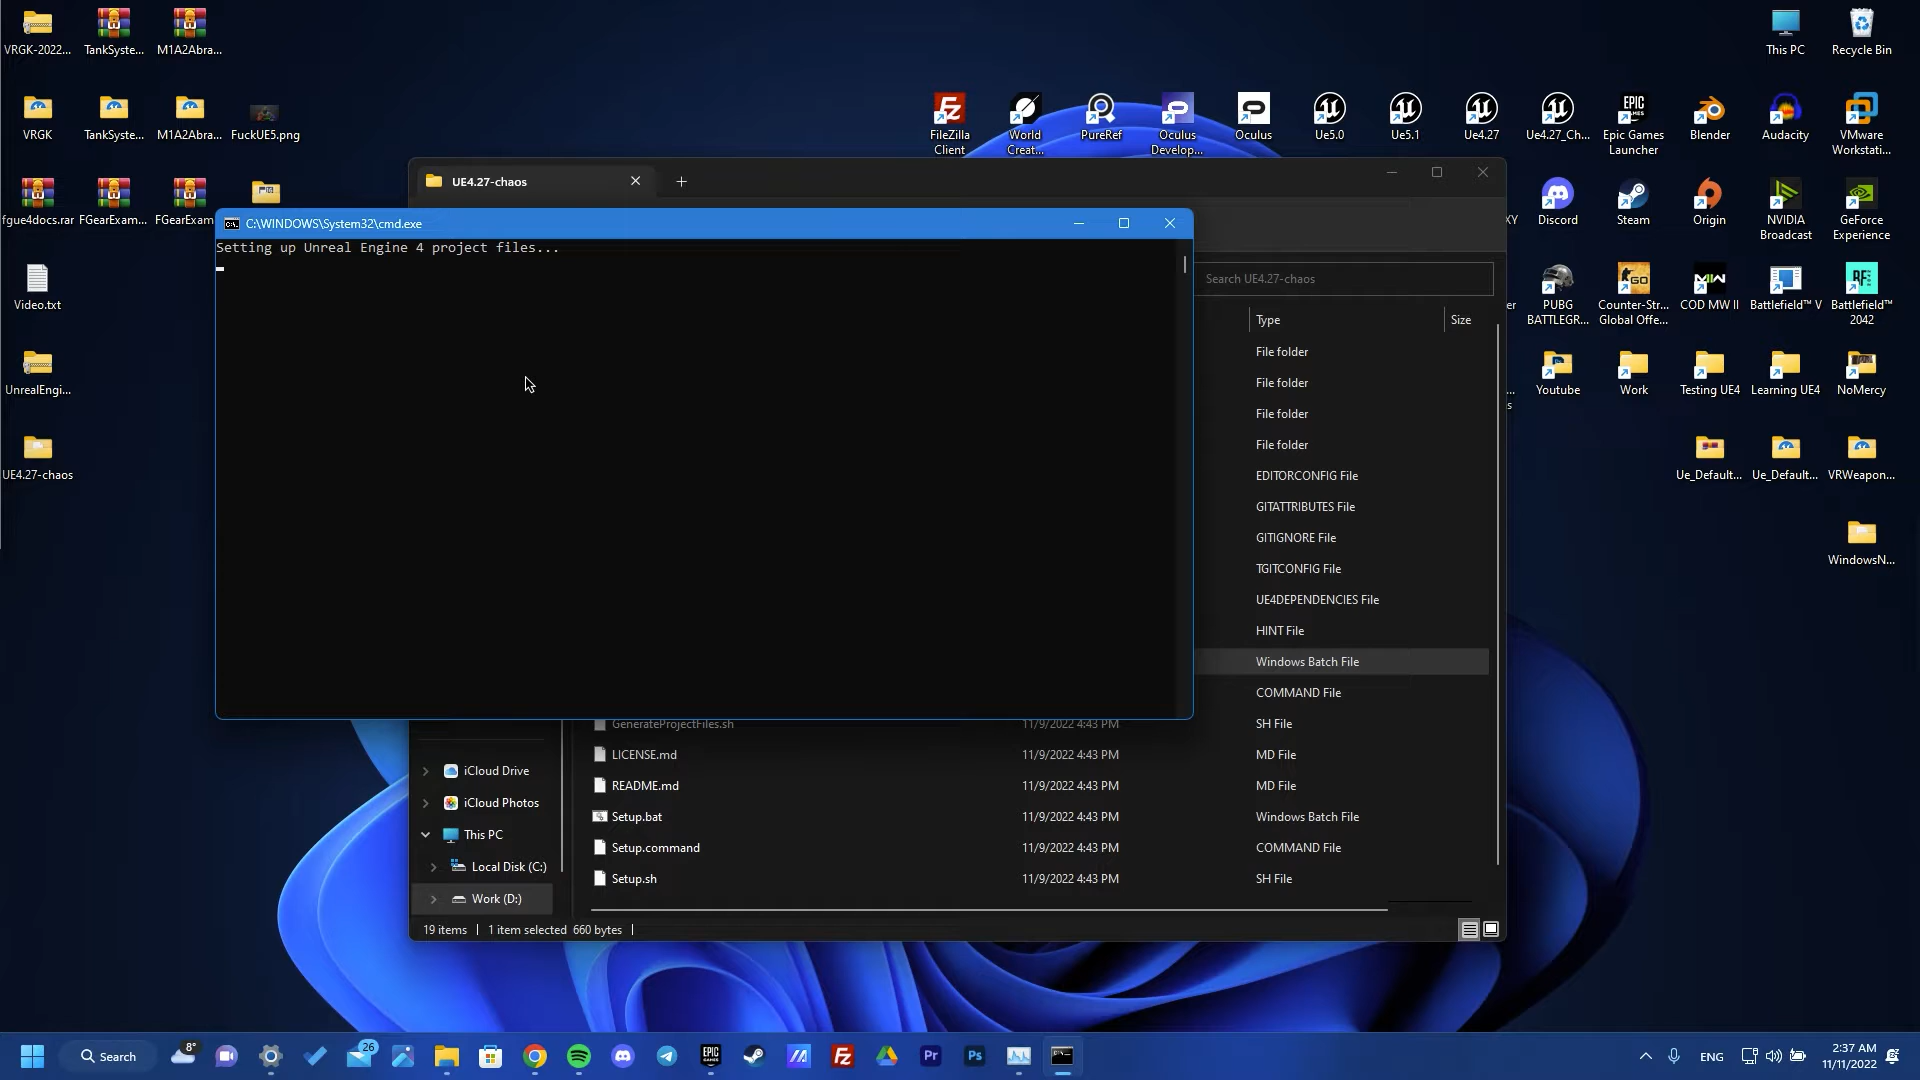 VRGK-2022...
TankSyste...
M1A2Abra...
This PC
Recycle Bin
VRGK
TankSyste...
M1A2Abra...
FuckUE5.png
FileZilla
Client
World
Creat...
PureRef
Oculus
Develop...
Oculus
Ue5.0
Ue5.1
Ue4.27
Ue4.27_Ch...
Epic Games
Launcher
Blender
Audacity
VMware
Workstati...
fgue4docs.rar
FGearExam...
FGearExam
XY
Discord
Steam
Origin
NVIDIA
Broadcast
GeForce
Experience
Video.txt
er
PUBG
BATTLEGR...
Counter-Str...
Global Offe...
COD MW II
Battlefield™ V
Battlefield™
2042
UnrealEngi...
...
s
Youtube
Work
Testing UE4
Learning UE4
NoMercy
UE4.27-chaos
Ue_Default...
Ue_Default...
VRWeapon...
WindowsN...
UE4.27-chaos
C:\WINDOWS\System32\cmd.exe
Setting up Unreal Engine 4 project files...
Search UE4.27-chaos
Type
Size
File folder
File folder
File folder
File folder
EDITORCONFIG File
GITATTRIBUTES File
GITIGNORE File
TGITCONFIG File
UE4DEPENDENCIES File
HINT File
Windows Batch File
COMMAND File
GenerateProjectFiles.sh 11/9/2022 4:43 PM SH File
LICENSE.md 11/9/2022 4:43 PM MD File
README.md 11/9/2022 4:43 PM MD File
Setup.bat 11/9/2022 4:43 PM Windows Batch File
Setup.command 11/9/2022 4:43 PM COMMAND File
Setup.sh 11/9/2022 4:43 PM SH File
iCloud Drive
iCloud Photos
This PC
Local Disk (C:)
Work (D:)
19 items
1 item selected 660 bytes
Search
8°
26
EPIC
GAMES
Pr
Ps
ENG
2:37 AM
11/11/2022